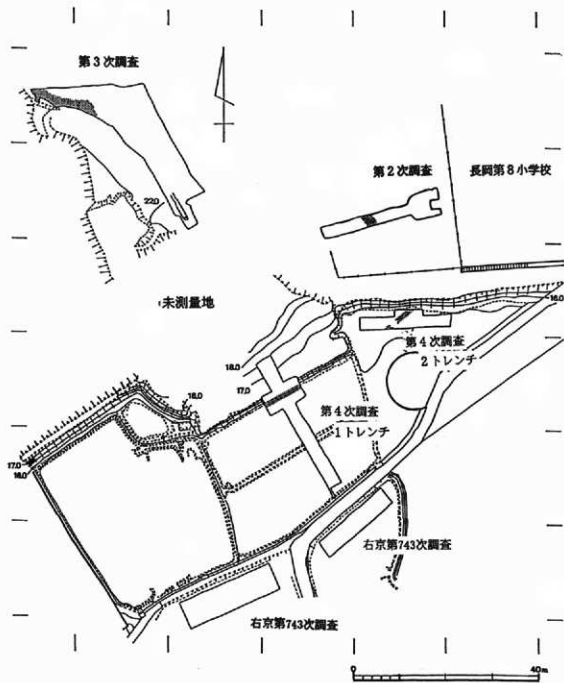 第3次調査
第2次調査
長岡第8小学校
220
未測量地
16.0
18.0
17.0
第4次調査
2トレンチ
18.0
第4次調査
1トレンチ
17.0
16.0
右京第743次調査
右京第743次調査
0
40m